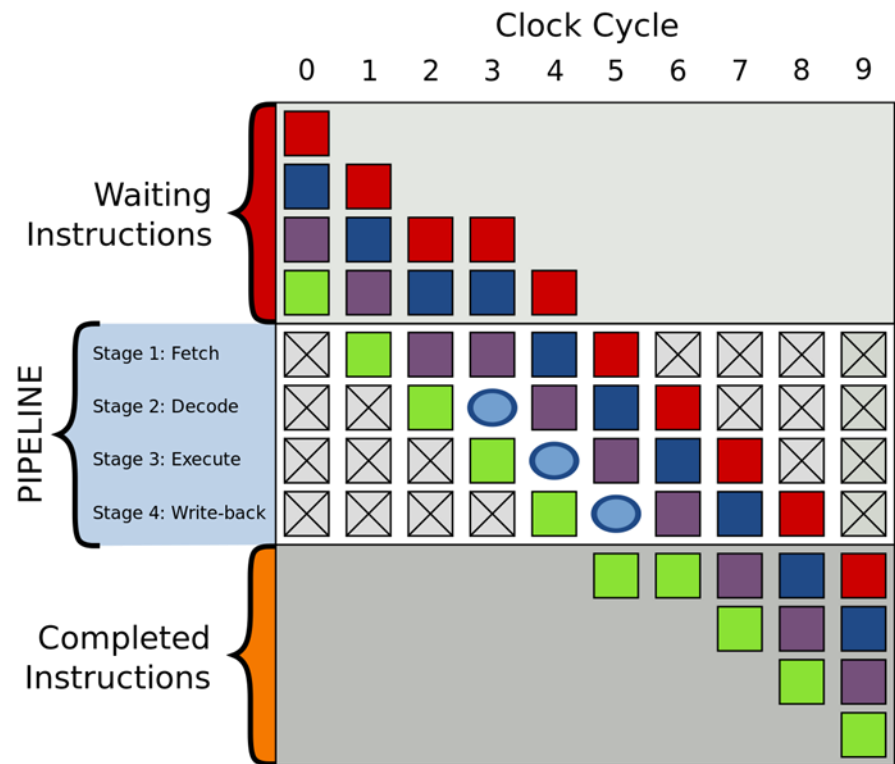 Clock Cycle
0 1 2 3 4 5 6 7 8 9
Waiting
Instructions
PIPELINE
Stage 1: Fetch
Stage 2: Decode
Stage 3: Execute
Stage 4: Write-back
Completed
Instructions